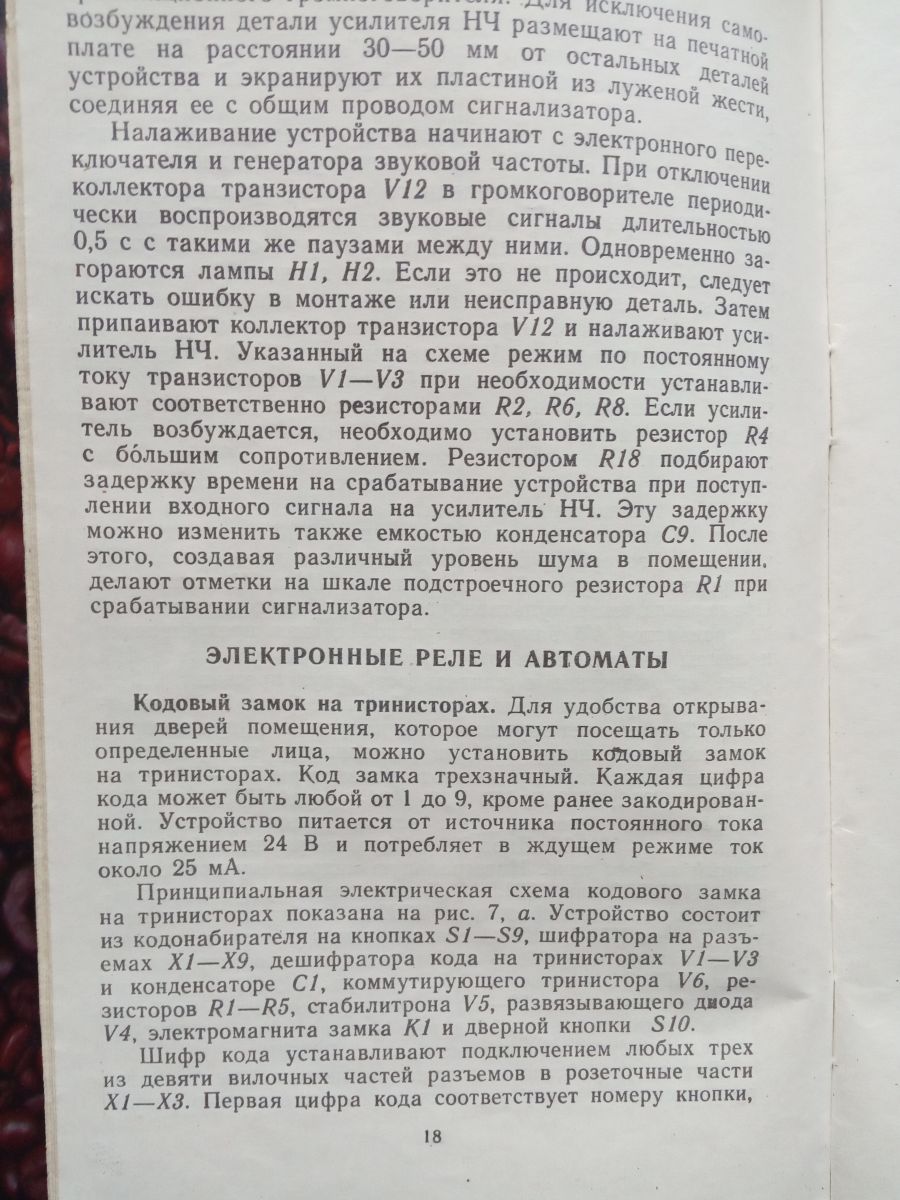 громкоговорителя. Для исключения само-
возбуждения детали усилителя НЧ размещают на печатной
плате на расстоянии 30—50 мм от остальных деталей
устройства и экранируют их пластиной из луженой жести,
соединяя ее с общим проводом сигнализатора.
Налаживание устройства начинают с электронного пере-
ключателя и генератора звуковой частоты. При отключении
коллектора транзистора V12 в громкоговорителе периоди-
чески воспроизводятся звуковые сигналы длительностью
0,5 с с такими же паузами между ними. Одновременно за-
гораются лампы H1, H2. Если это не происходит, следует
искать ошибку в монтаже или неисправную деталь. Затем
припаивают коллектор транзистора V12 и налаживают уси-
литель НЧ. Указанный на схеме режим по постоянному
току транзисторов V1—V3 при необходимости устанавли-
вают соответственно резисторами R2, R6, R8. Если усили-
тель возбуждается, необходимо установить резистор R4
с бо́льшим сопротивлением. Резистором R18 подбирают
задержку времени на срабатывание устройства при поступ-
лении входного сигнала на усилитель НЧ. Эту задержку
можно изменить также емкостью конденсатора C9. После
этого, создавая различный уровень шума в помещении,
делают отметки на шкале подстроечного резистора R1 при
срабатывании сигнализатора.
ЭЛЕКТРОННЫЕ РЕЛЕ И АВТОМАТЫ
Кодовый замок на тринисторах. Для удобства открыва-
ния дверей помещения, которое могут посещать только
определенные лица, можно установить кодовый замок
на тринисторах. Код замка трехзначный. Каждая цифра
кода может быть любой от 1 до 9, кроме ранее закодирован-
ной. Устройство питается от источника постоянного тока
напряжением 24 В и потребляет в ждущем режиме ток
около 25 мА.
Принципиальная электрическая схема кодового замка
на тринисторах показана на рис. 7, а. Устройство состоит
из кодонабирателя на кнопках S1—S9, шифратора на разъ-
емах X1—X9, дешифратора кода на тринисторах V1—V3
и конденсаторе C1, коммутирующего тринистора V6, ре-
зисторов R1—R5, стабилитрона V5, развязывающего диода
V4, электромагнита замка K1 и дверной кнопки S10.
Шифр кода устанавливают подключением любых трех
из девяти вилочных частей разъемов в розеточные части
X1—X3. Первая цифра кода соответствует номеру кнопки,
18